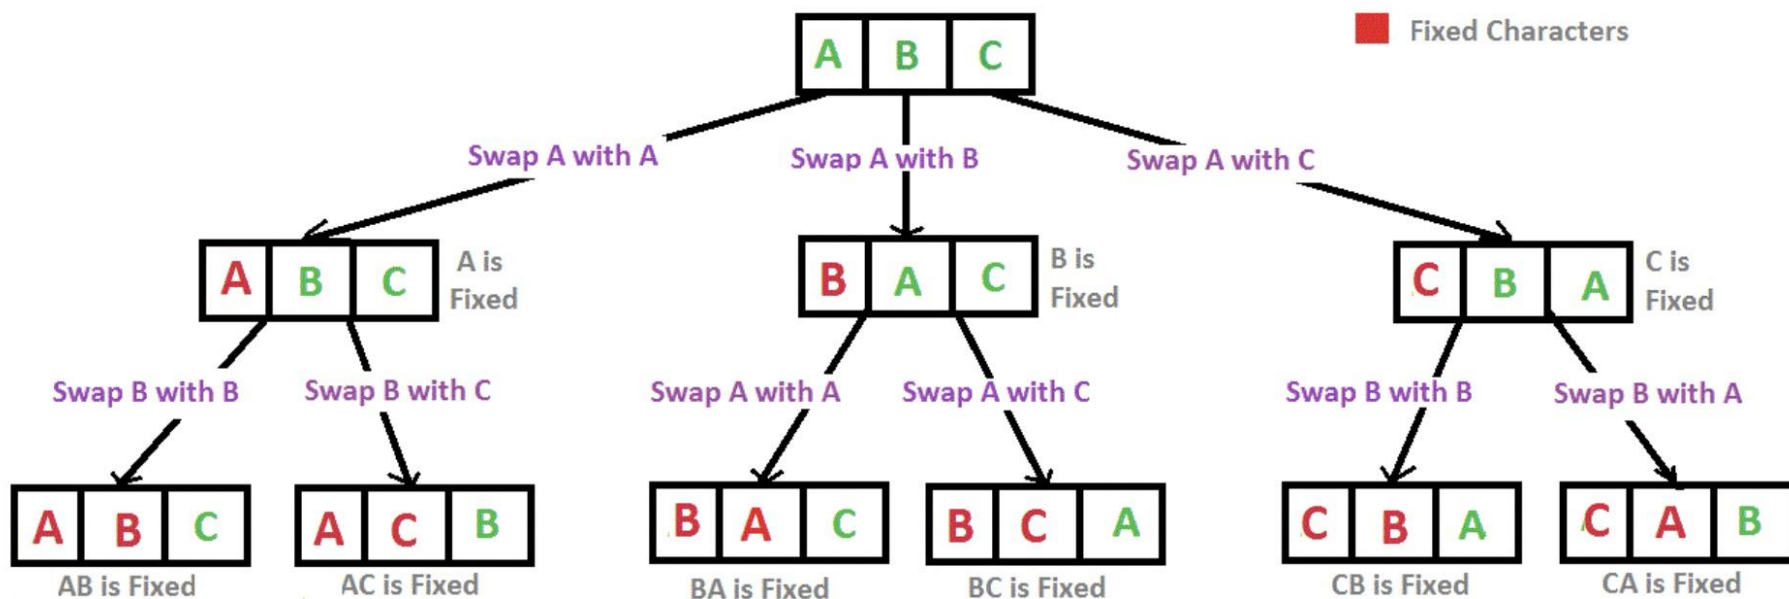 A B C
Fixed Characters
Swap A with A
Swap A with B
Swap A with C
A B C
A is
Fixed
B A C
B is
Fixed
C B A
C is
Fixed
Swap B with B
Swap B with C
Swap A with A
Swap A with C
Swap B with B
Swap B with A
A B C
A C B
B A C
B C A
C B A
C A B
AB is Fixed
AC is Fixed
BA is Fixed
BC is Fixed
CB is Fixed
CA is Fixed